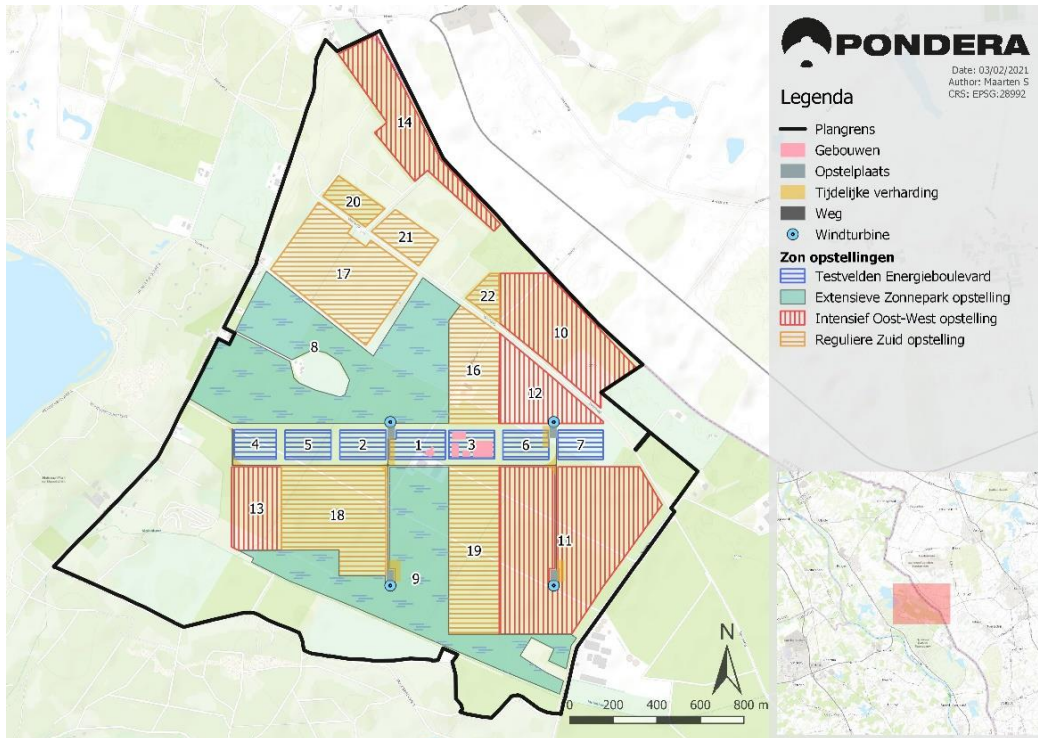 PONDERA
Date: 03/02/2021
Author: Maarten S
CRS: EPSG:28992
Legenda
Plangrens
Gebouwen
Opstelplaats
Tijdelijke verharding
Weg
Windturbine
Zon opstellingen
Testvelden Energieboulevard
Extensieve Zonnepark opstelling
Intensief Oost-West opstelling
Reguliere Zuid opstelling
14
20
21
17
22
10
8
16
12
4 5 2 1 3 6 7
13
18
19
11
9
N
0 200 400 600 800 m